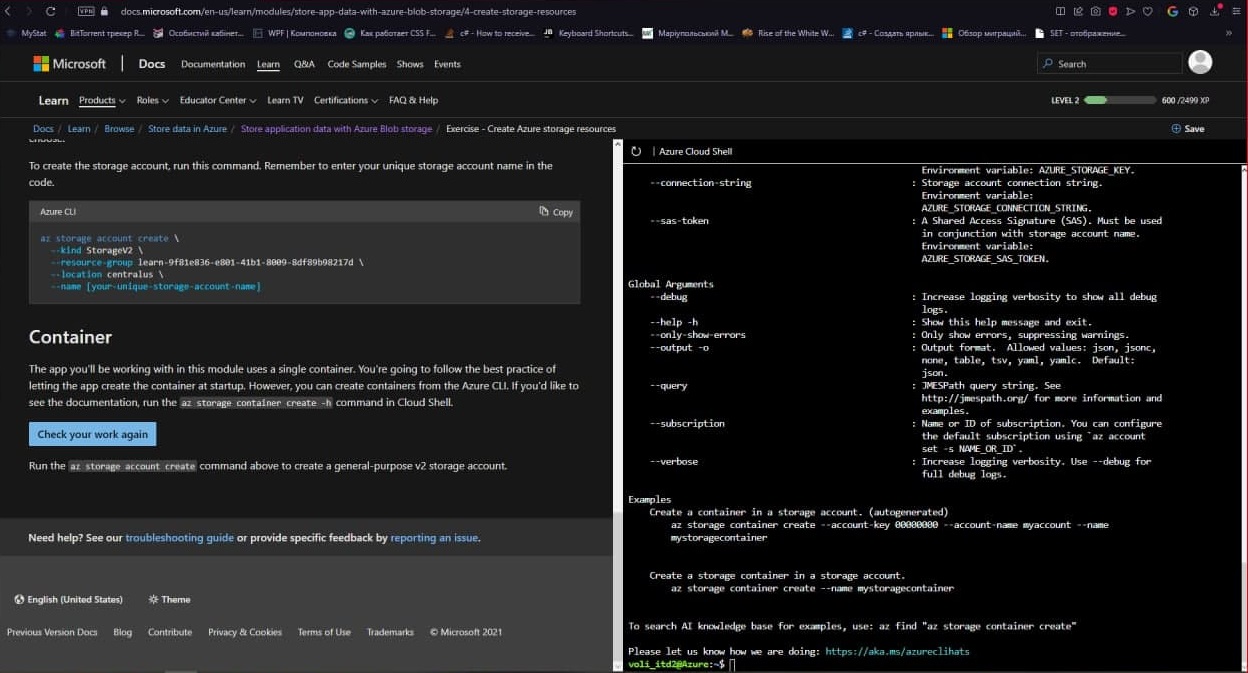 VPN
docs.microsoft.com/en-us/learn/modules/store-app-data-with-azure-blob-storage/4-create-storage-resources
MyStat
BitTorrent трекер R...
Особистий кабінет...
WPF | Компоновка
Как работает CSS F...
c# - How to receive...
Keyboard Shortcuts...
Маріупольський М...
Rise of the White W...
c# - Создать ярлык...
Обзор миграций...
SET - отображение...
Microsoft
Docs
Documentation
Learn
Q&A
Code Samples
Shows
Events
Search
Learn
Products
Roles
Educator Center
Learn TV
Certifications
FAQ & Help
LEVEL 2
600 /2499 XP
Docs / Learn / Browse / Store data in Azure / Store application data with Azure Blob storage / Exercise - Create Azure storage resources
Save
choose..
To create the storage account, run this command. Remember to enter your unique storage account name in the
code.
Azure CLI
Copy
az storage account create \
--kind StorageV2 \
--resource-group learn-9f81e836-e801-41b1-8009-8df89b98217d \
--location centralus \
--name [your-unique-storage-account-name]
Container
The app you'll be working with in this module uses a single container. You're going to follow the best practice of
letting the app create the container at startup. However, you can create containers from the Azure CLI. If you'd like to
see the documentation, run the az storage container create -h command in Cloud Shell.
Check your work again
Run the az storage account create command above to create a general-purpose v2 storage account.
Need help? See our troubleshooting guide or provide specific feedback by reporting an issue.
English (United States)
Theme
Previous Version Docs
Blog
Contribute
Privacy & Cookies
Terms of Use
Trademarks
© Microsoft 2021
| Azure Cloud Shell
Environment variable: AZURE_STORAGE_KEY.
--connection-string : Storage account connection string.
Environment variable:
AZURE_STORAGE_CONNECTION_STRING.
--sas-token : A Shared Access Signature (SAS). Must be used
in conjunction with storage account name.
Environment variable:
AZURE_STORAGE_SAS_TOKEN.
Global Arguments
--debug : Increase logging verbosity to show all debug
logs.
--help -h : Show this help message and exit.
--only-show-errors : Only show errors, suppressing warnings.
--output -o : Output format. Allowed values: json, jsonc,
none, table, tsv, yaml, yamlc. Default:
json.
--query : JMESPath query string. See
http://jmespath.org/ for more information and
examples.
--subscription : Name or ID of subscription. You can configure
the default subscription using `az account
set -s NAME_OR_ID`.
--verbose : Increase logging verbosity. Use --debug for
full debug logs.
Examples
Create a container in a storage account. (autogenerated)
az storage container create --account-key 00000000 --account-name myaccount --name
mystoragecontainer
Create a storage container in a storage account.
az storage container create --name mystoragecontainer
To search AI knowledge base for examples, use: az find "az storage container create"
Please let us know how we are doing: https://aka.ms/azureclihats
voli_itd2@Azure:~$